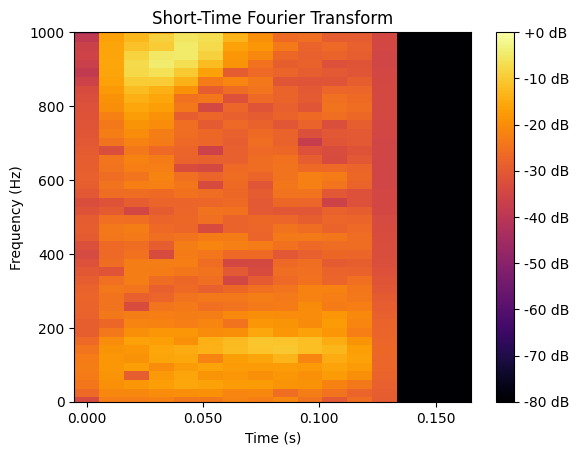 Short-Time Fourier Transform
1000
800
600
400
200
0
Frequency (Hz)
0.000
0.050
0.100
0.150
Time (s)
+0 dB
-10 dB
-20 dB
-30 dB
-40 dB
-50 dB
-60 dB
-70 dB
-80 dB